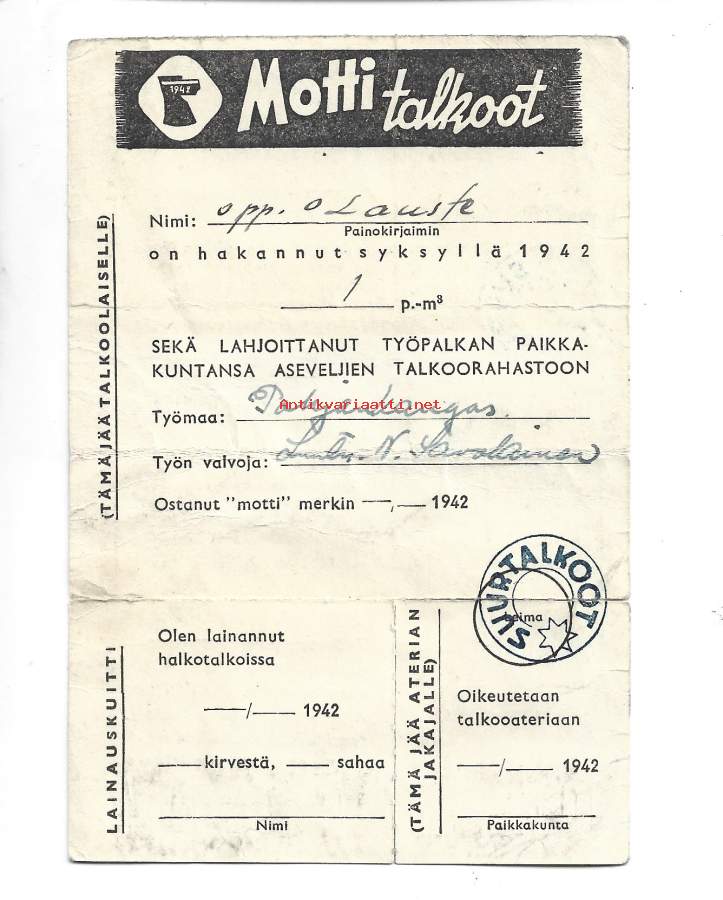 1942
Motti talkoot
(TÄMÄ JÄÄ TALKOOLAISELLE)
Nimi: opp. O Lauste
Painokirjaimin
on hakannut syksyllä 1942
1 p.-m³
SEKÄ LAHJOITTANUT TYÖPALKAN PAIKKA-
KUNTANSA ASEVELJIEN TALKOORAHASTOON
Antikvariaatti.net
Työmaa: Pohjankangas.
Työn valvoja: N. Savolainen
Ostanut "motti" merkin —,— 1942
SUURTALKOOT
Leima
LAINAUSKUITTI
Olen lainannut
halkotalkoissa
—/— 1942
— kirvestä, — sahaa
Nimi
(TÄMÄ JÄÄ ATERIAN
JAKAJALLE)
Oikeutetaan
talkooateriaan
—/— 1942
Paikkakunta